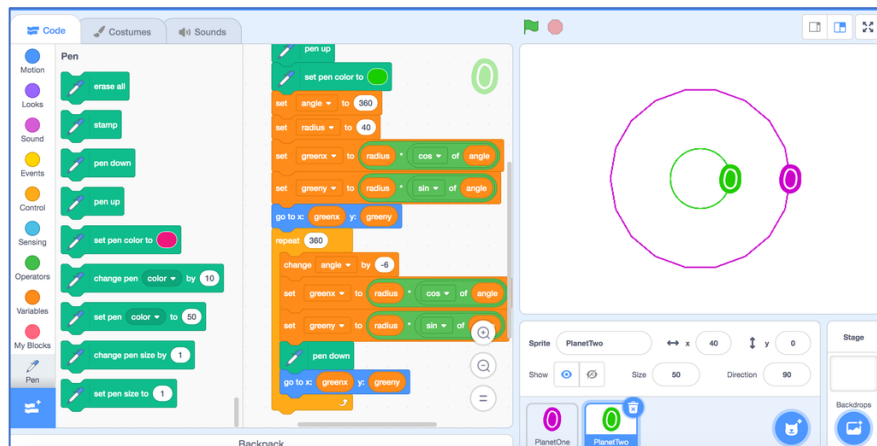 Code
Costumes
Sounds
Motion
Looks
Sound
Events
Control
Sensing
Operators
Variables
My Blocks
Pen
Pen
erase all
stamp
pen down
pen up
set pen color to
change pen color by 10
set pen color to 50
change pen size by 1
set pen size to 1
pen up
set pen color to
set angle to 360
set radius to 40
set greenx to radius * cos of angle
set greeny to radius * sin of angle
go to x: greenx y: greeny
repeat 360
change angle by -6
set greenx to radius * cos of angle
set greeny to radius * sin of
pen down
go to x: greenx y: greeny
Backpack
Sprite PlanetTwo x 40 y 0
Show Size 50 Direction 90
PlanetOne
PlanetTwo
Stage
Backdrops